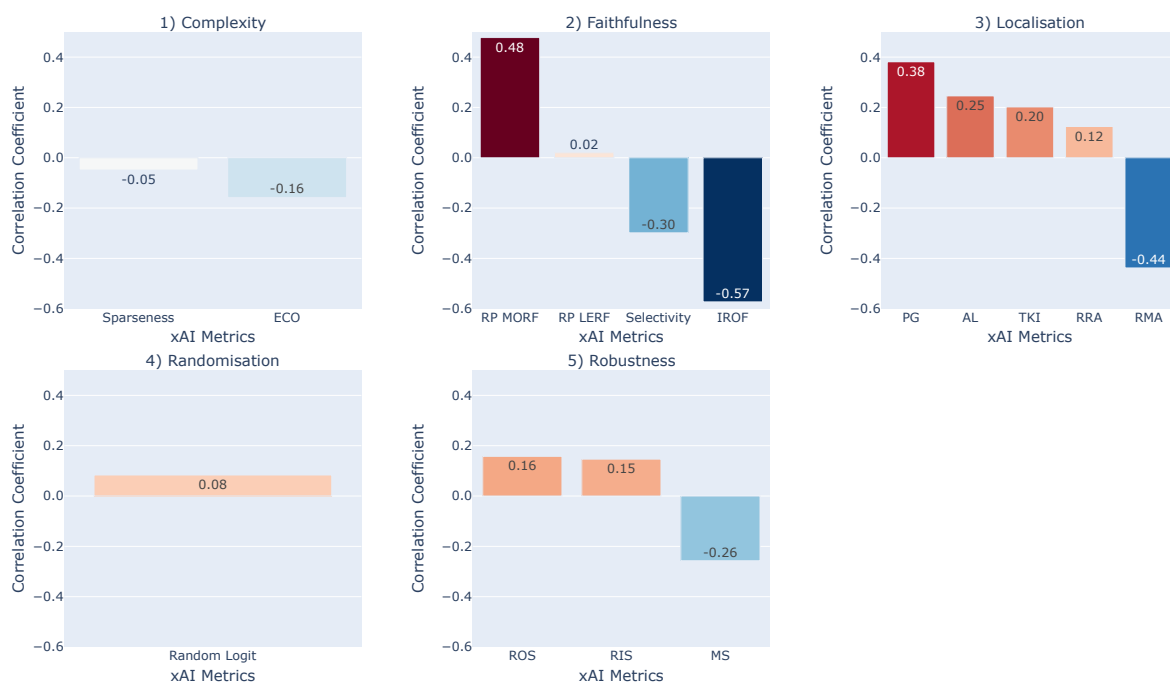 1) Complexity
Correlation Coefficient
0.4
0.2
0.0
−0.2
−0.4
−0.6
-0.05
-0.16
Sparseness
ECO
xAI Metrics
2) Faithfulness
Correlation Coefficient
0.4
0.2
0.0
−0.2
−0.4
−0.6
0.48
0.02
-0.30
-0.57
RP MORF
RP LERF
Selectivity
IROF
xAI Metrics
3) Localisation
Correlation Coefficient
0.4
0.2
0.0
−0.2
−0.4
−0.6
0.38
0.25
0.20
0.12
-0.44
PG
AL
TKI
RRA
RMA
xAI Metrics
4) Randomisation
Correlation Coefficient
0.4
0.2
0.0
−0.2
−0.4
−0.6
0.08
Random Logit
xAI Metrics
5) Robustness
Correlation Coefficient
0.4
0.2
0.0
−0.2
−0.4
−0.6
0.16
0.15
-0.26
ROS
RIS
MS
xAI Metrics